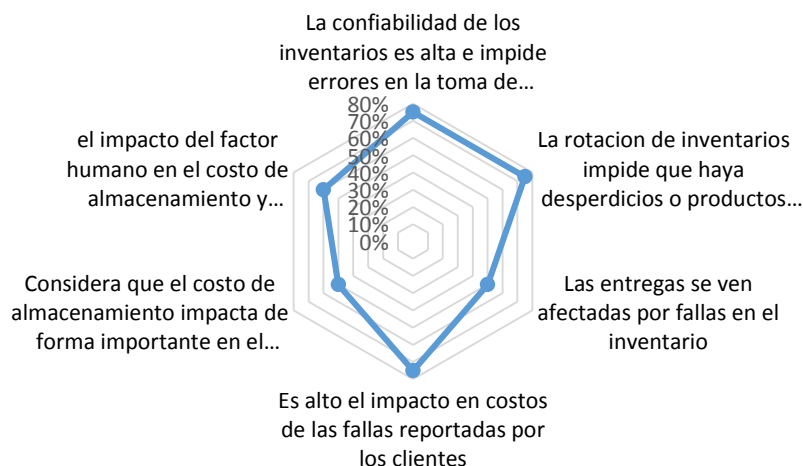 La confiabilidad de los
inventarios es alta e impide
errores en la toma de...
80%
70%
60%
50%
40%
30%
20%
10%
0%
La rotacion de inventarios
impide que haya
desperdicios o productos...
Las entregas se ven
afectadas por fallas en el
inventario
Es alto el impacto en costos
de las fallas reportadas por
los clientes
Considera que el costo de
almacenamiento impacta de
forma importante en el...
el impacto del factor
humano en el costo de
almacenamiento y...